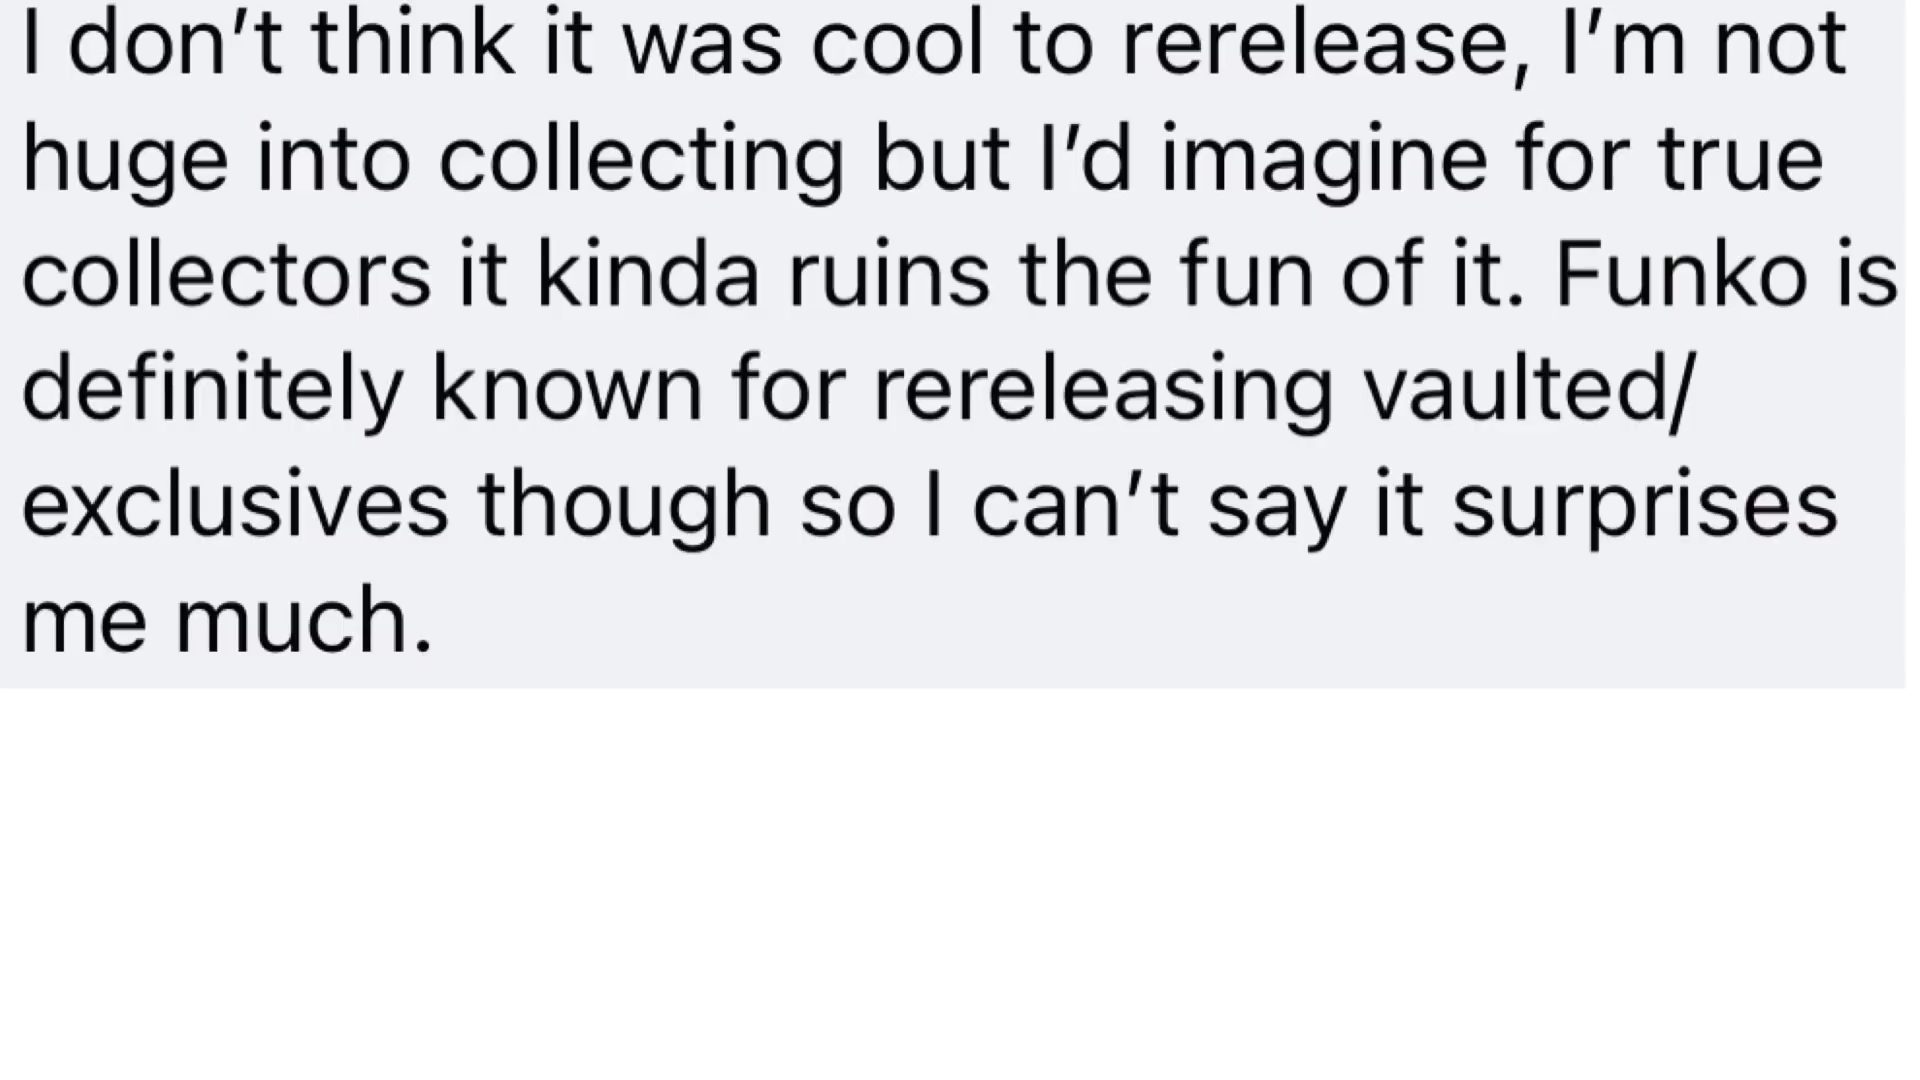 I don’t think it was cool to rerelease, I’m not
huge into collecting but I’d imagine for true
collectors it kinda ruins the fun of it. Funko is
definitely known for rereleasing vaulted/
exclusives though so I can’t say it surprises
me much.